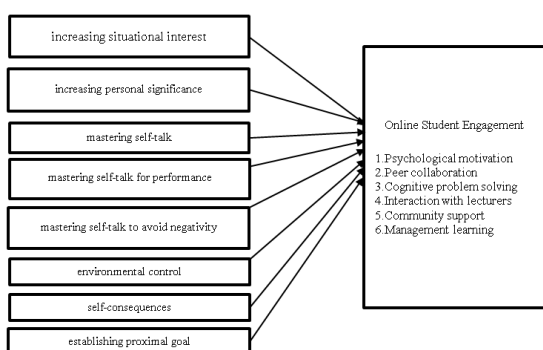 increasing situational interest
increasing personal significance
mastering self-talk
mastering self-talk for performance
mastering self-talk to avoid negativity
environmental control
self-consequences
establishing proximal goal
Online Student Engagement
1.Psychological motivation
2.Peer collaboration
3.Cognitive problem solving
4.Interaction with lecturers
5.Community support
6.Management learning